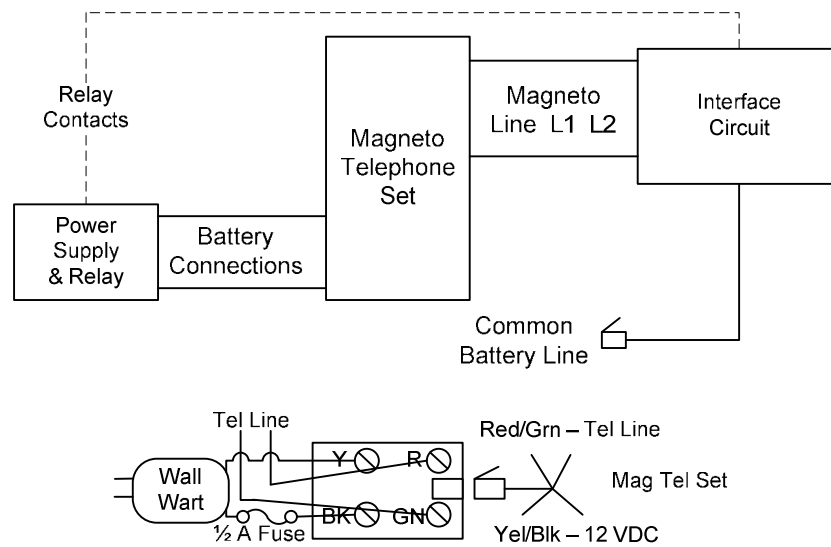 Relay
Contacts
Magneto
Telephone
Set
Magneto
Line L1 L2
Interface
Circuit
Power
Supply
& Relay
Battery
Connections
Common
Battery Line
Tel Line
Wall
Wart
Y
R
BK
GN
½ A Fuse
Red/Grn – Tel Line
Mag Tel Set
Yel/Blk – 12 VDC